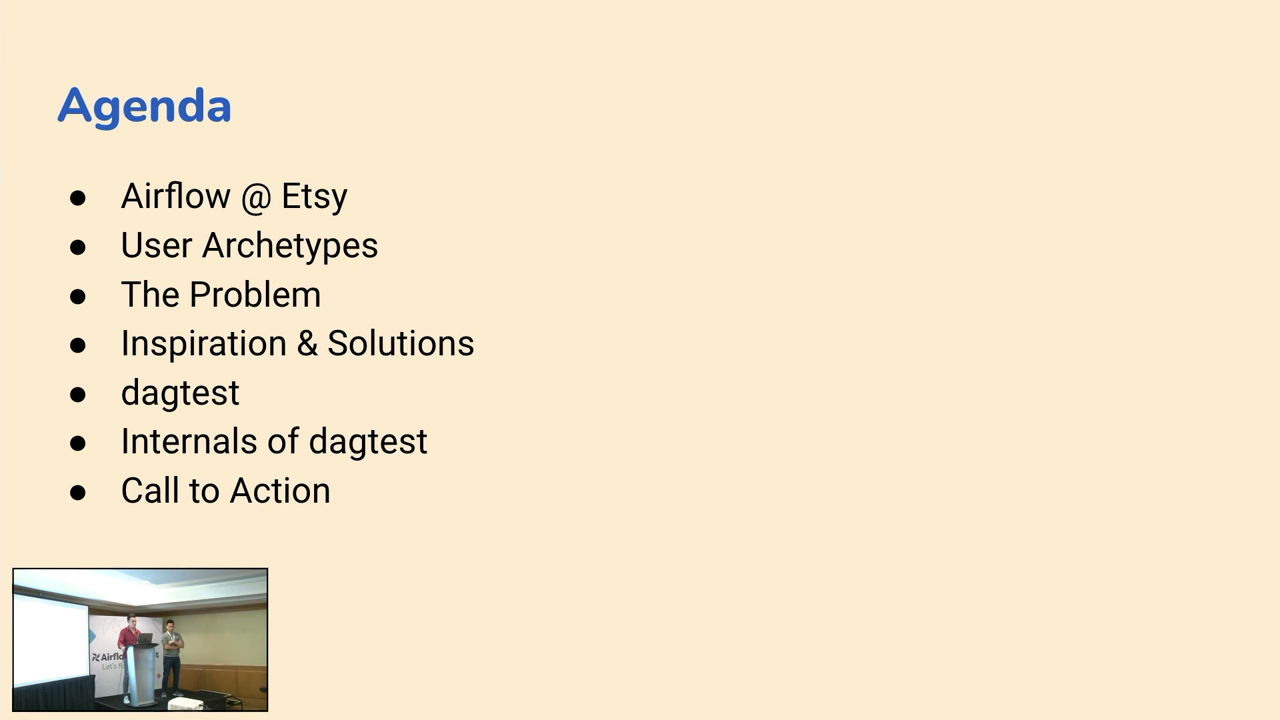 Agenda
● Airflow @ Etsy
● User Archetypes
● The Problem
● Inspiration & Solutions
● dagtest
● Internals of dagtest
● Call to Action